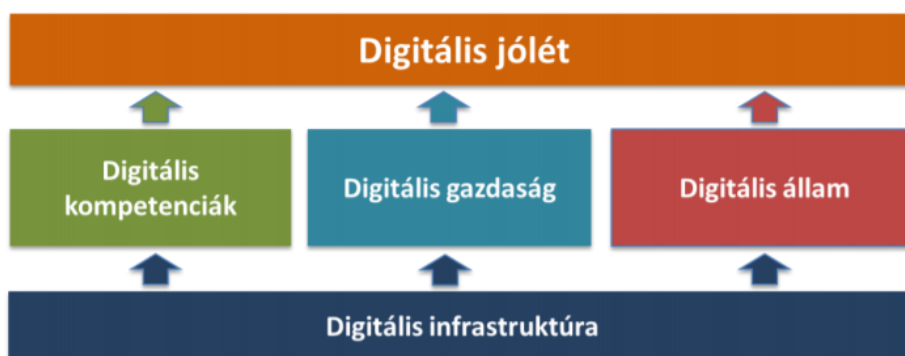 Digitális jólét
Digitális
kompetenciák
Digitális gazdaság
Digitális állam
Digitális infrastruktúra